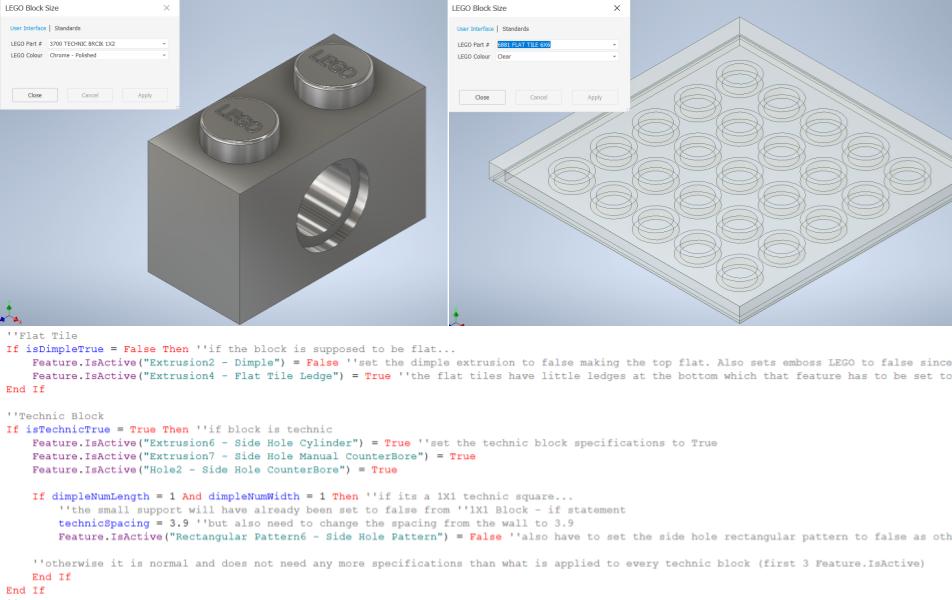 LEGO Block Size
User Interface | Standards
LEGO Part # 3700 TECHNIC BRCIK 1X2
LEGO Colour Chrome - Polished
Close Cancel Apply
LEGO
LEGO
LEGO Block Size
User Interface | Standards
LEGO Part # 6881 FLAT TILE 6X6
LEGO Colour Clear
Close Cancel Apply
''Flat Tile
If isDimpleTrue = False Then ''if the block is supposed to be flat...
Feature.IsActive("Extrusion2 - Dimple") = False ''set the dimple extrusion to false making the top flat. Also sets emboss LEGO to false since
Feature.IsActive("Extrusion4 - Flat Tile Ledge") = True ''the flat tiles have little ledges at the bottom which that feature has to be set to
End If
''Technic Block
If isTechnicTrue = True Then ''if block is technic
Feature.IsActive("Extrusion6 - Side Hole Cylinder") = True ''set the technic block specifications to True
Feature.IsActive("Extrusion7 - Side Hole Manual CounterBore") = True
Feature.IsActive("Hole2 - Side Hole CounterBore") = True
If dimpleNumLength = 1 And dimpleNumWidth = 1 Then ''if its a 1X1 technic square...
''the small support will have already been set to false from ''1X1 Block - if statement
technicSpacing = 3.9 ''but also need to change the spacing from the wall to 3.9
Feature.IsActive("Rectangular Pattern6 - Side Hole Pattern") = False ''also have to set the side hole rectangular pattern to false as oth
''otherwise it is normal and does not need any more specifications than what is applied to every technic block (first 3 Feature.IsActive)
End If
End If